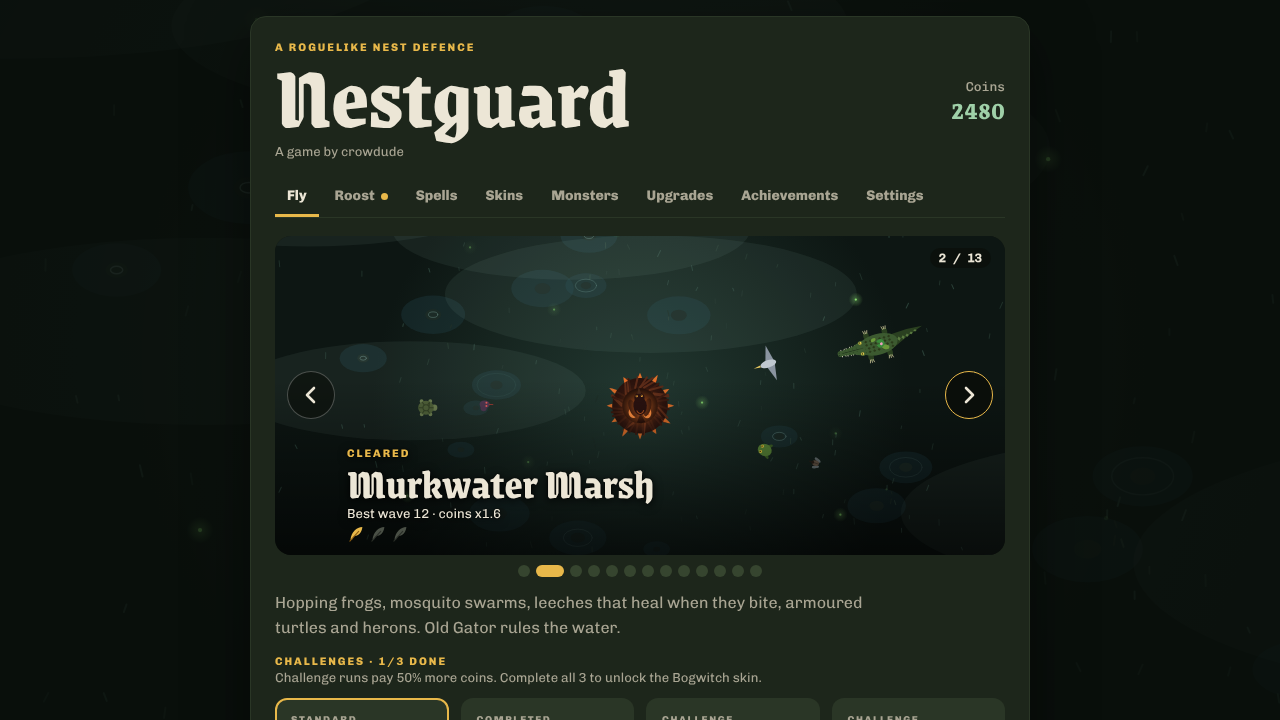 A ROGUELIKE NEST DEFENCE
Nestguard
A game by crowdude
Coins
2480
Fly
Roost
Spells
Skins
Monsters
Upgrades
Achievements
Settings
2 / 13
CLEARED
Murkwater Marsh
Best wave 12 · coins x1.6
Hopping frogs, mosquito swarms, leeches that heal when they bite, armoured
turtles and herons. Old Gator rules the water.
CHALLENGES · 1/3 DONE
Challenge runs pay 50% more coins. Complete all 3 to unlock the Bogwitch skin.
STANDARD
COMPLETED
CHALLENGE
CHALLENGE